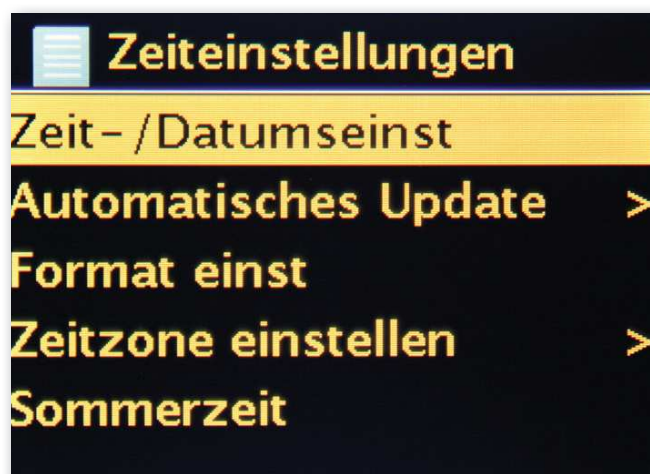 Zeiteinstellungen
Zeit-/Datumseinst
Automatisches Update >
Format einst
Zeitzone einstellen >
Sommerzeit